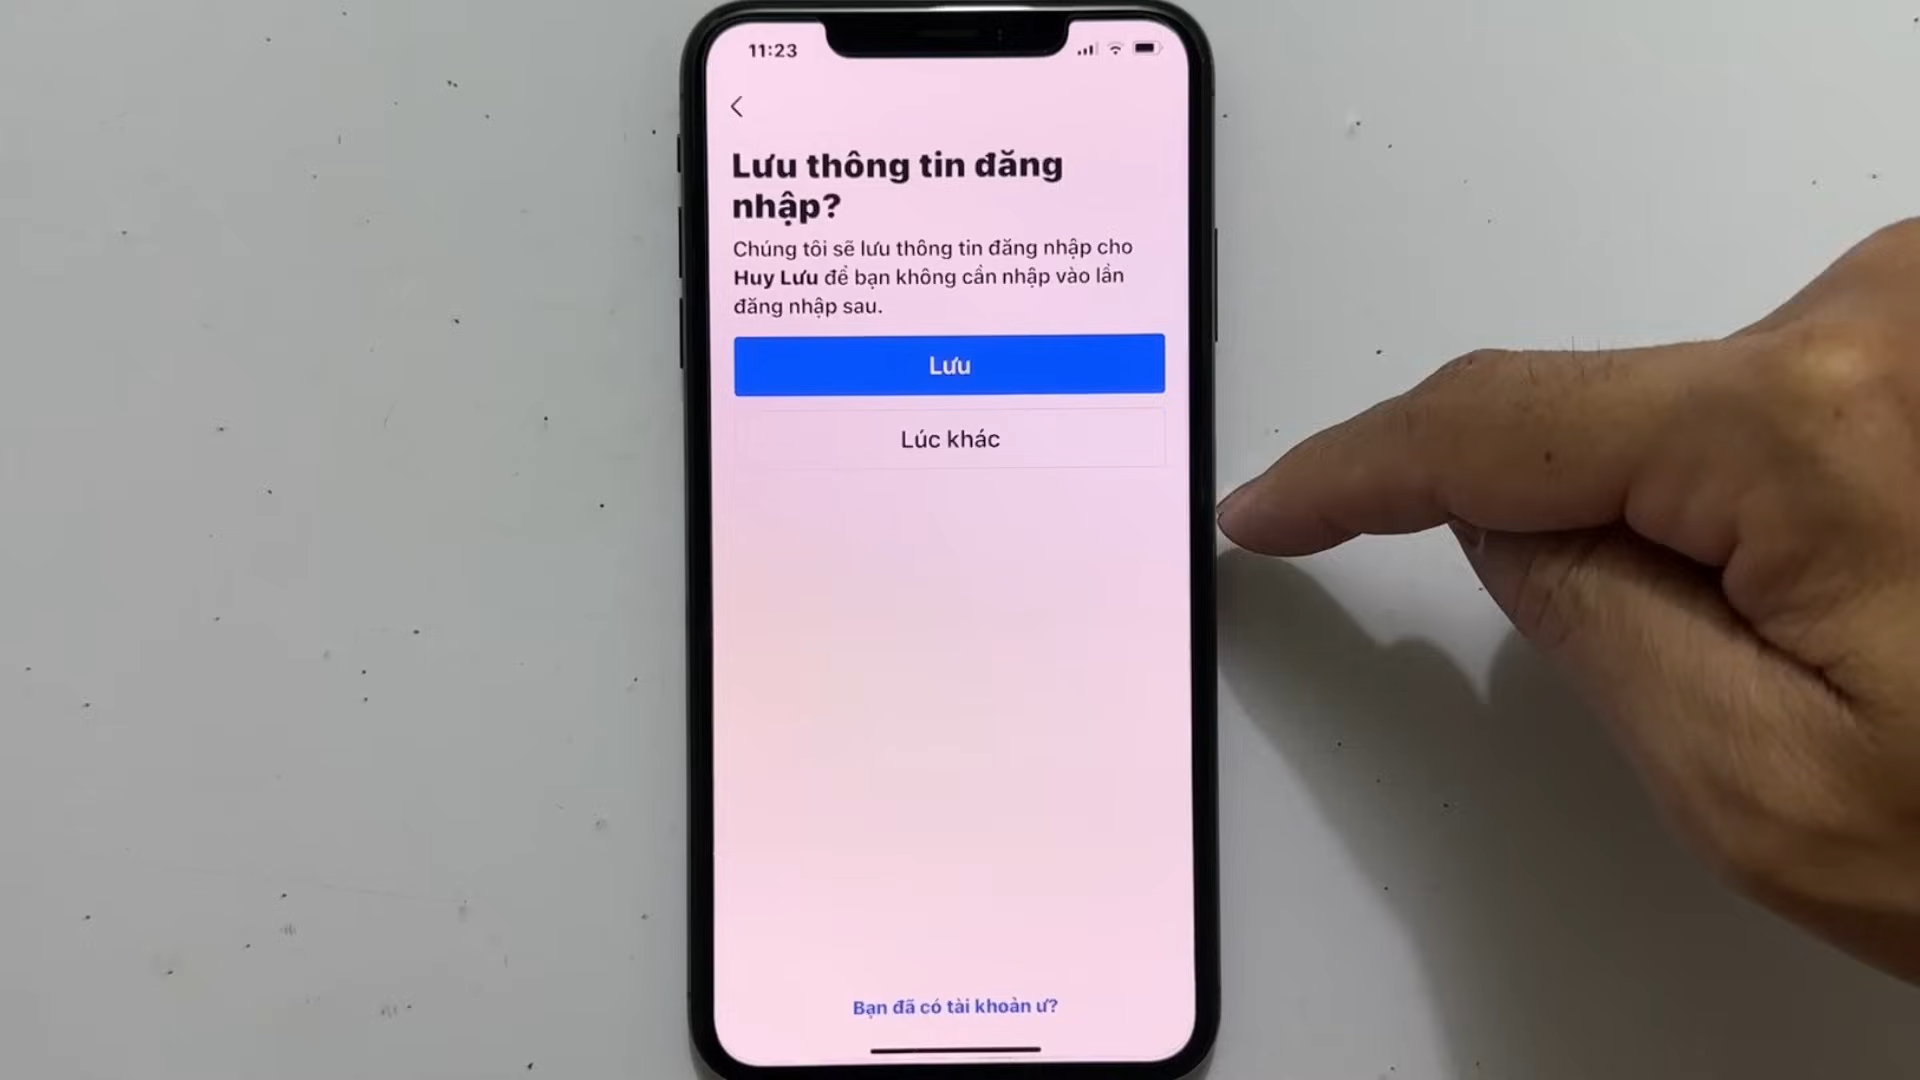 11:23
Lưu thông tin đăng
nhập?
Chúng tôi sẽ lưu thông tin đăng nhập cho
Huy Lưu để bạn không cần nhập vào lần
đăng nhập sau.
Lưu
Lúc khác
Bạn đã có tài khoản ư?